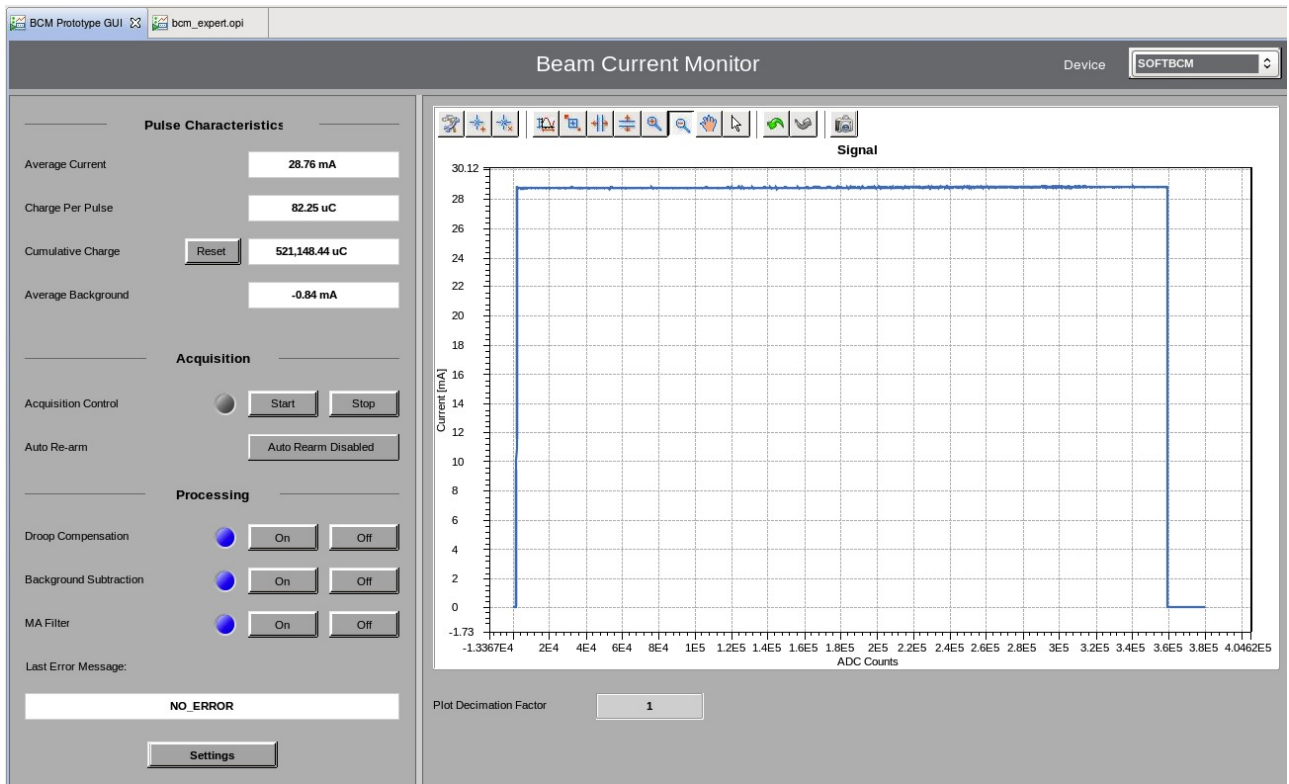 BCM Prototype GUI
bcm_expert.opi
Beam Current Monitor
Device
SOFTBCM
Pulse Characteristics
Average Current
28.76 mA
Charge Per Pulse
82.25 uC
Cumulative Charge
Reset
521,148.44 uC
Average Background
-0.84 mA
Acquisition
Acquisition Control
Start
Stop
Auto Re-arm
Auto Rearm Disabled
Processing
Droop Compensation
On
Off
Background Subtraction
On
Off
MA Filter
On
Off
Last Error Message:
NO_ERROR
Settings
Signal
30.12
28
26
24
22
20
18
16
14
12
10
8
6
4
2
0
-1.73
Current [mA]
-1.3367E4 2E4 4E4 6E4 8E4 1E5 1.2E5 1.4E5 1.6E5 1.8E5 2E5 2.2E5 2.4E5 2.6E5 2.8E5 3E5 3.2E5 3.4E5 3.6E5 3.8E5 4.0462E5
ADC Counts
Plot Decimation Factor
1